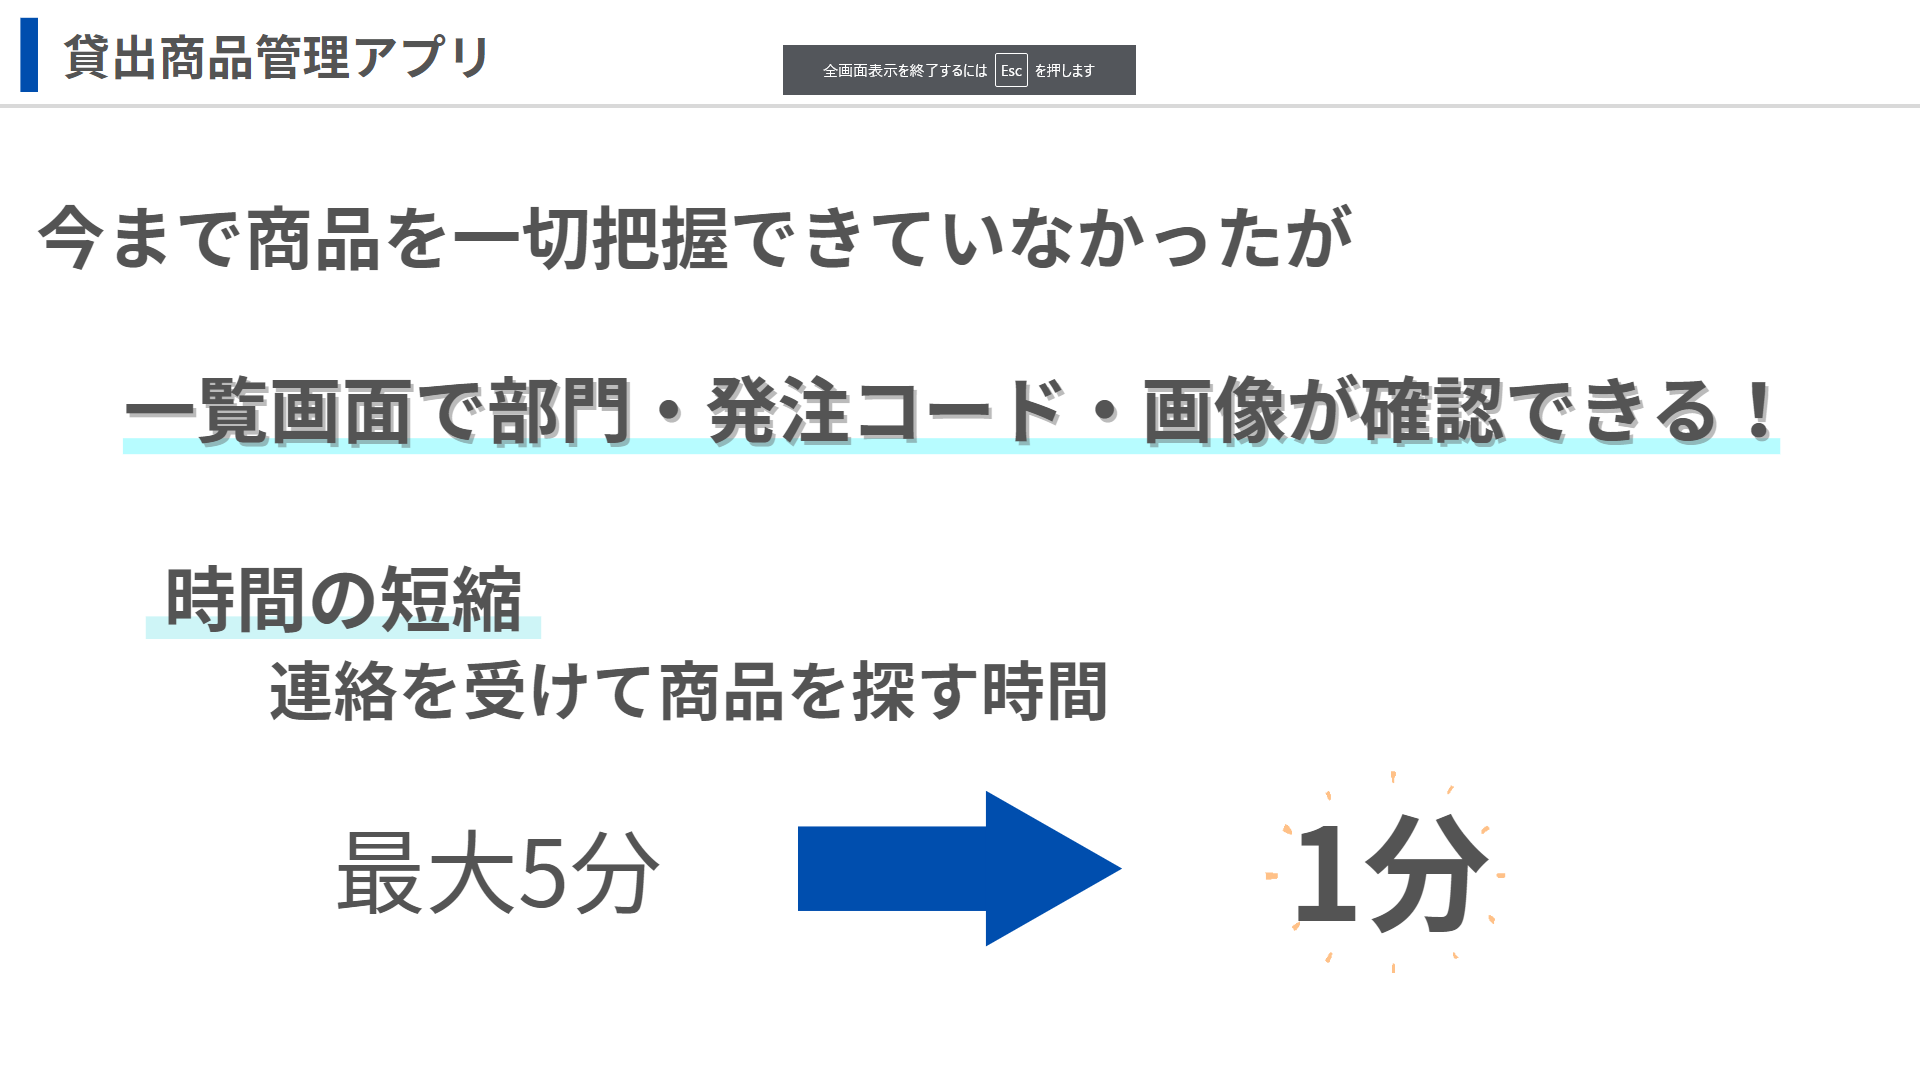 貸出商品管理アプリ
全画面表示を終了するには Esc を押します
今まで商品を一切把握できていなかったが
一覧画面で部門・発注コード・画像が確認できる！
時間の短縮
連絡を受けて商品を探す時間
最大5分
1分